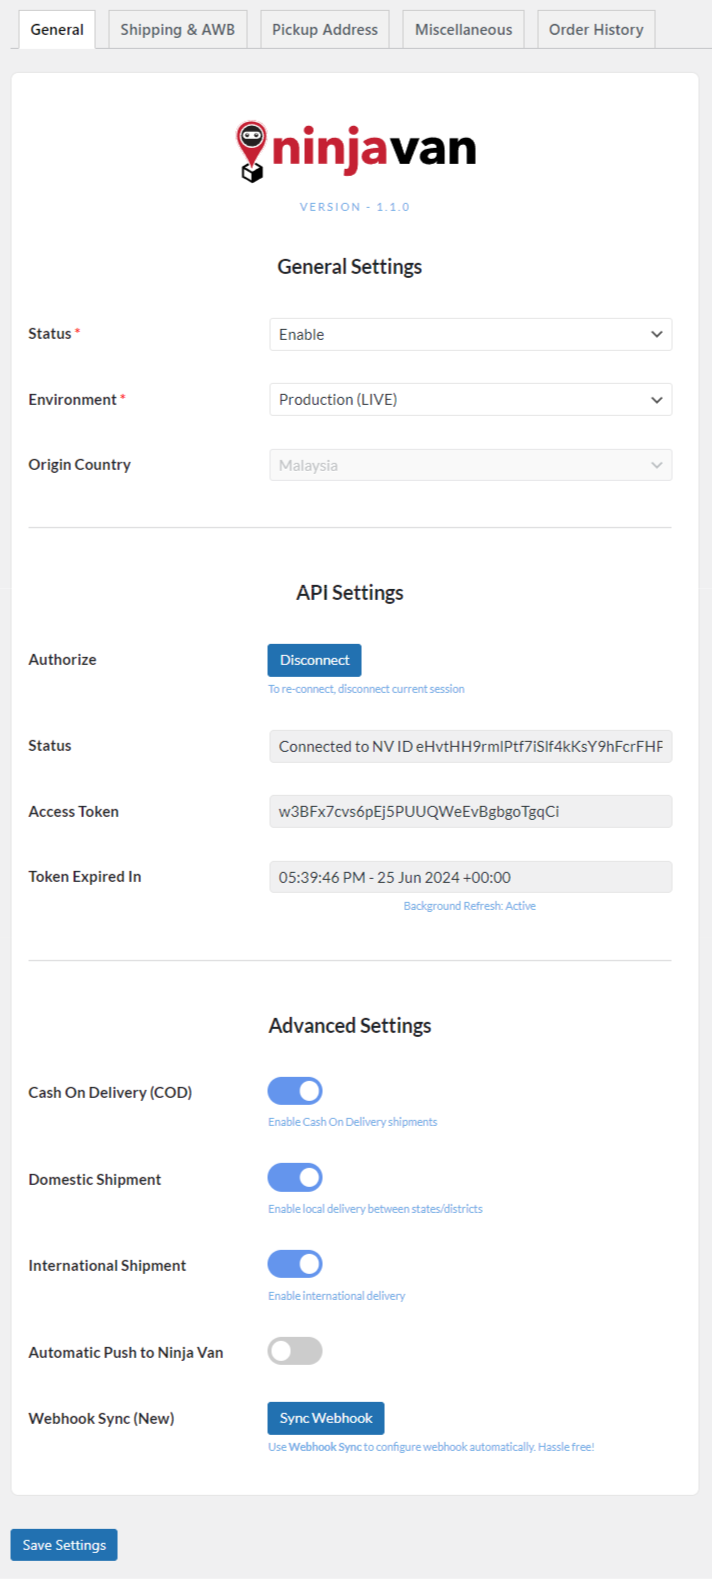 General Shipping & AWB Pickup Address Miscellaneous Order History
ninjavan
VERSION - 1.1.0
General Settings
Status * Enable
Environment * Production (LIVE)
Origin Country Malaysia
API Settings
Authorize Disconnect
To re-connect, disconnect current session
Status Connected to NV ID eHvtHH9rmlPtf7iSlf4kKsY9hFcrFHF
Access Token w3BFx7cvs6pEj5PUUQWeEvBgbgoTgqCi
Token Expired In 05:39:46 PM - 25 Jun 2024 +00:00
Background Refresh: Active
Advanced Settings
Cash On Delivery (COD)
Enable Cash On Delivery shipments
Domestic Shipment
Enable local delivery between states/districts
International Shipment
Enable international delivery
Automatic Push to Ninja Van
Webhook Sync (New) Sync Webhook
Use Webhook Sync to configure webhook automatically. Hassle free!
Save Settings